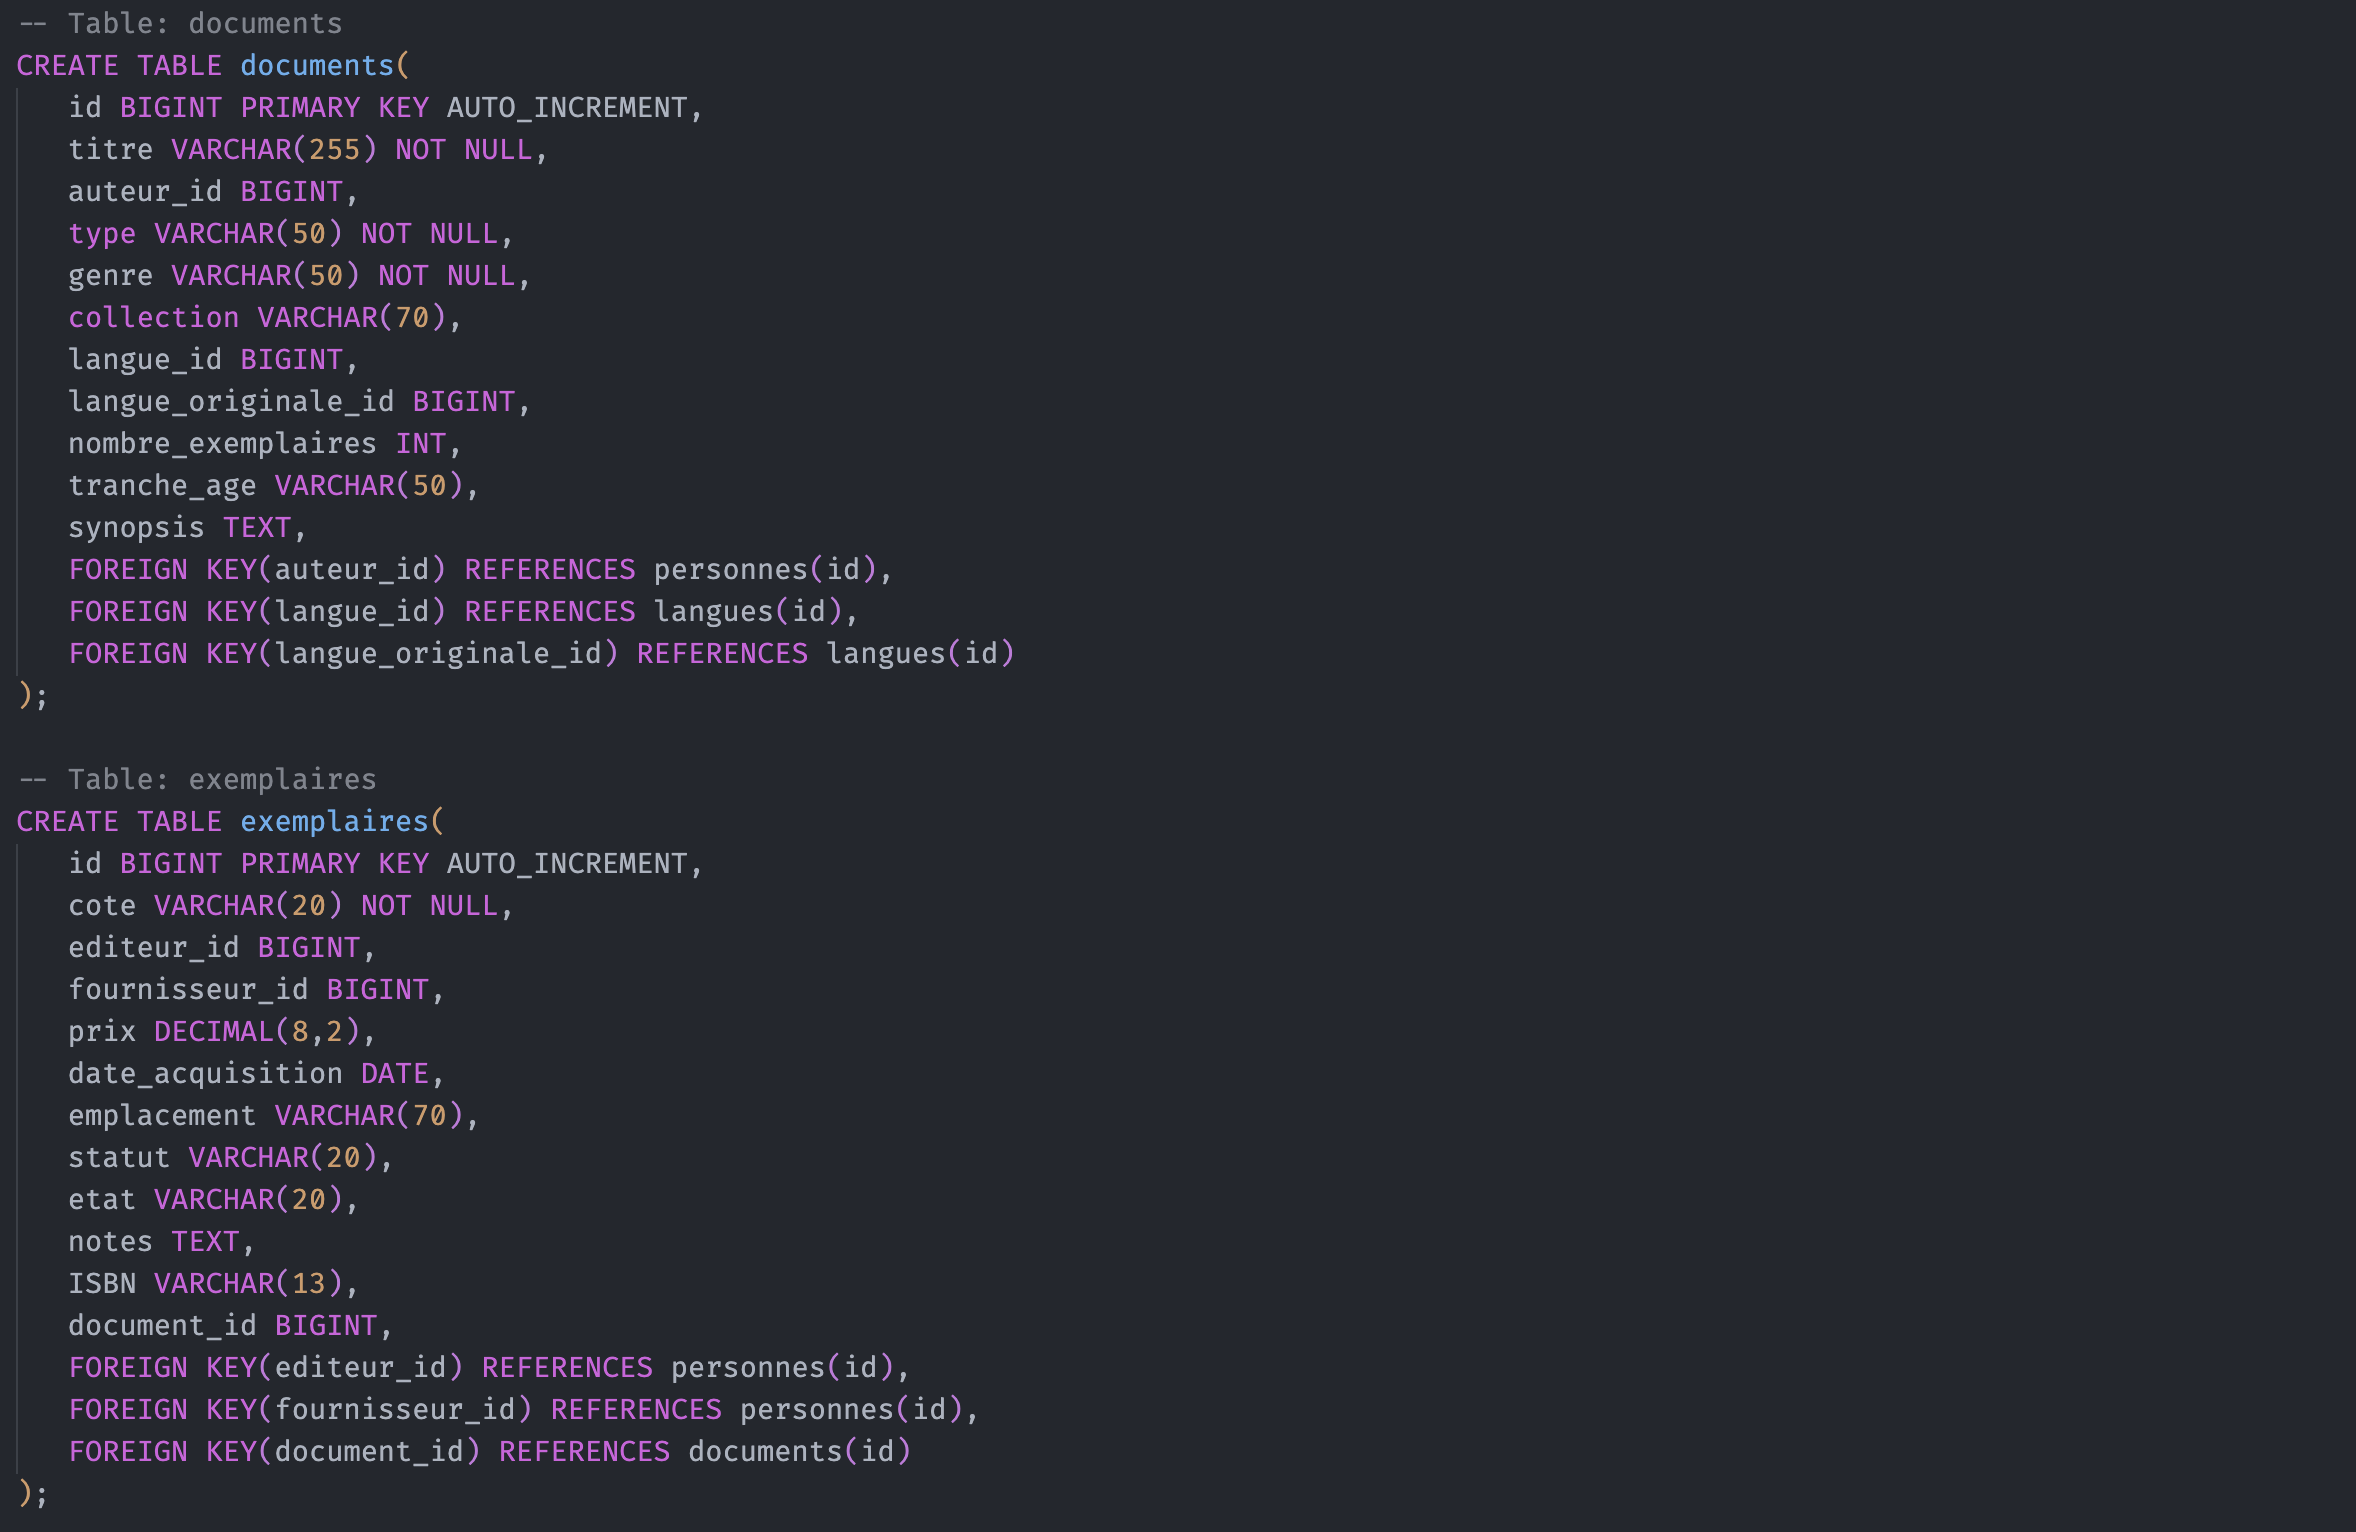 -- Table: documents
CREATE TABLE documents(
id BIGINT PRIMARY KEY AUTO_INCREMENT,
titre VARCHAR(255) NOT NULL,
auteur_id BIGINT,
type VARCHAR(50) NOT NULL,
genre VARCHAR(50) NOT NULL,
collection VARCHAR(70),
langue_id BIGINT,
langue_originale_id BIGINT,
nombre_exemplaires INT,
tranche_age VARCHAR(50),
synopsis TEXT,
FOREIGN KEY(auteur_id) REFERENCES personnes(id),
FOREIGN KEY(langue_id) REFERENCES langues(id),
FOREIGN KEY(langue_originale_id) REFERENCES langues(id)
);
-- Table: exemplaires
CREATE TABLE exemplaires(
id BIGINT PRIMARY KEY AUTO_INCREMENT,
cote VARCHAR(20) NOT NULL,
editeur_id BIGINT,
fournisseur_id BIGINT,
prix DECIMAL(8,2),
date_acquisition DATE,
emplacement VARCHAR(70),
statut VARCHAR(20),
etat VARCHAR(20),
notes TEXT,
ISBN VARCHAR(13),
document_id BIGINT,
FOREIGN KEY(editeur_id) REFERENCES personnes(id),
FOREIGN KEY(fournisseur_id) REFERENCES personnes(id),
FOREIGN KEY(document_id) REFERENCES documents(id)
);